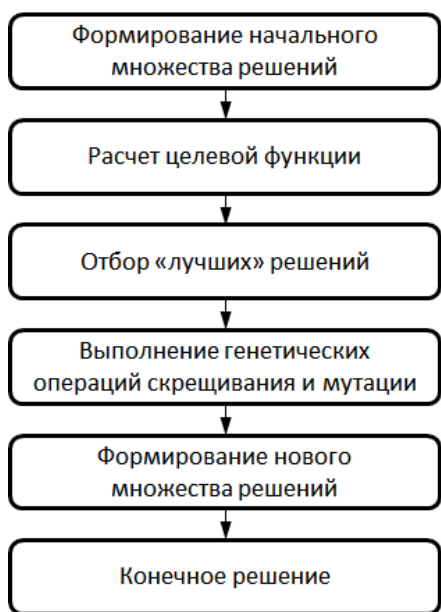 Формирование начального
множества решений
Расчет целевой функции
Отбор «лучших» решений
Выполнение генетических
операций скрещивания и мутации
Формирование нового
множества решений
Конечное решение